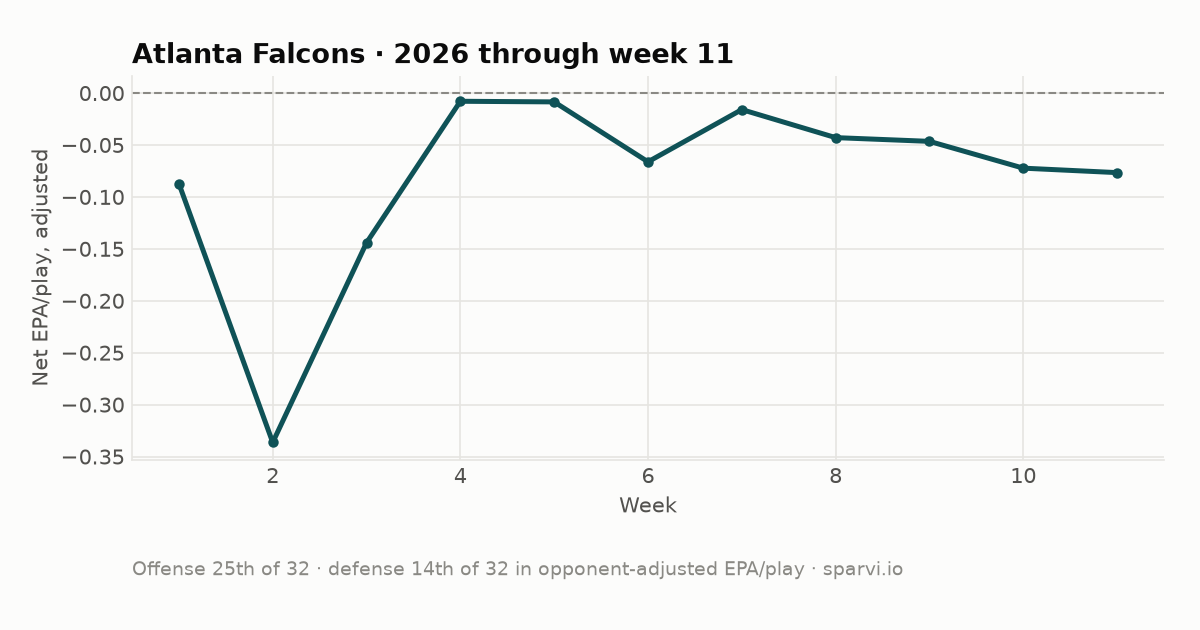 Atlanta Falcons · 2026 through week 11
Net EPA/play, adjusted
0.00
−0.05
−0.10
−0.15
−0.20
−0.25
−0.30
−0.35
2 4 6 8 10
Week
Offense 25th of 32 · defense 14th of 32 in opponent-adjusted EPA/play · sparvi.io